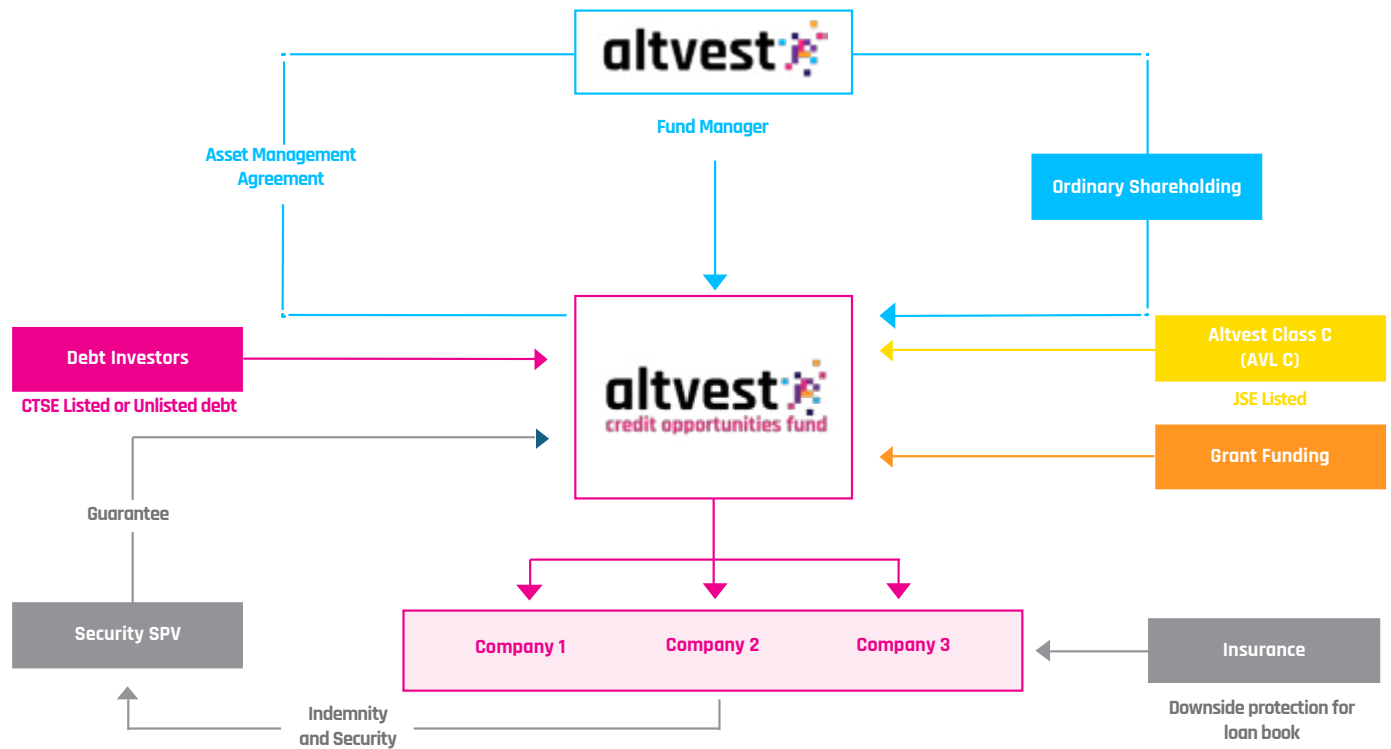 altvest
Fund Manager
Asset Management
Agreement
Ordinary Shareholding
Debt Investors
CTSE Listed or Unlisted debt
altvest
credit opportunities fund
Altvest Class C
(AVL C)
JSE Listed
Grant Funding
Guarantee
Security SPV
Company 1
Company 2
Company 3
Insurance
Downside protection for
loan book
Indemnity
and Security